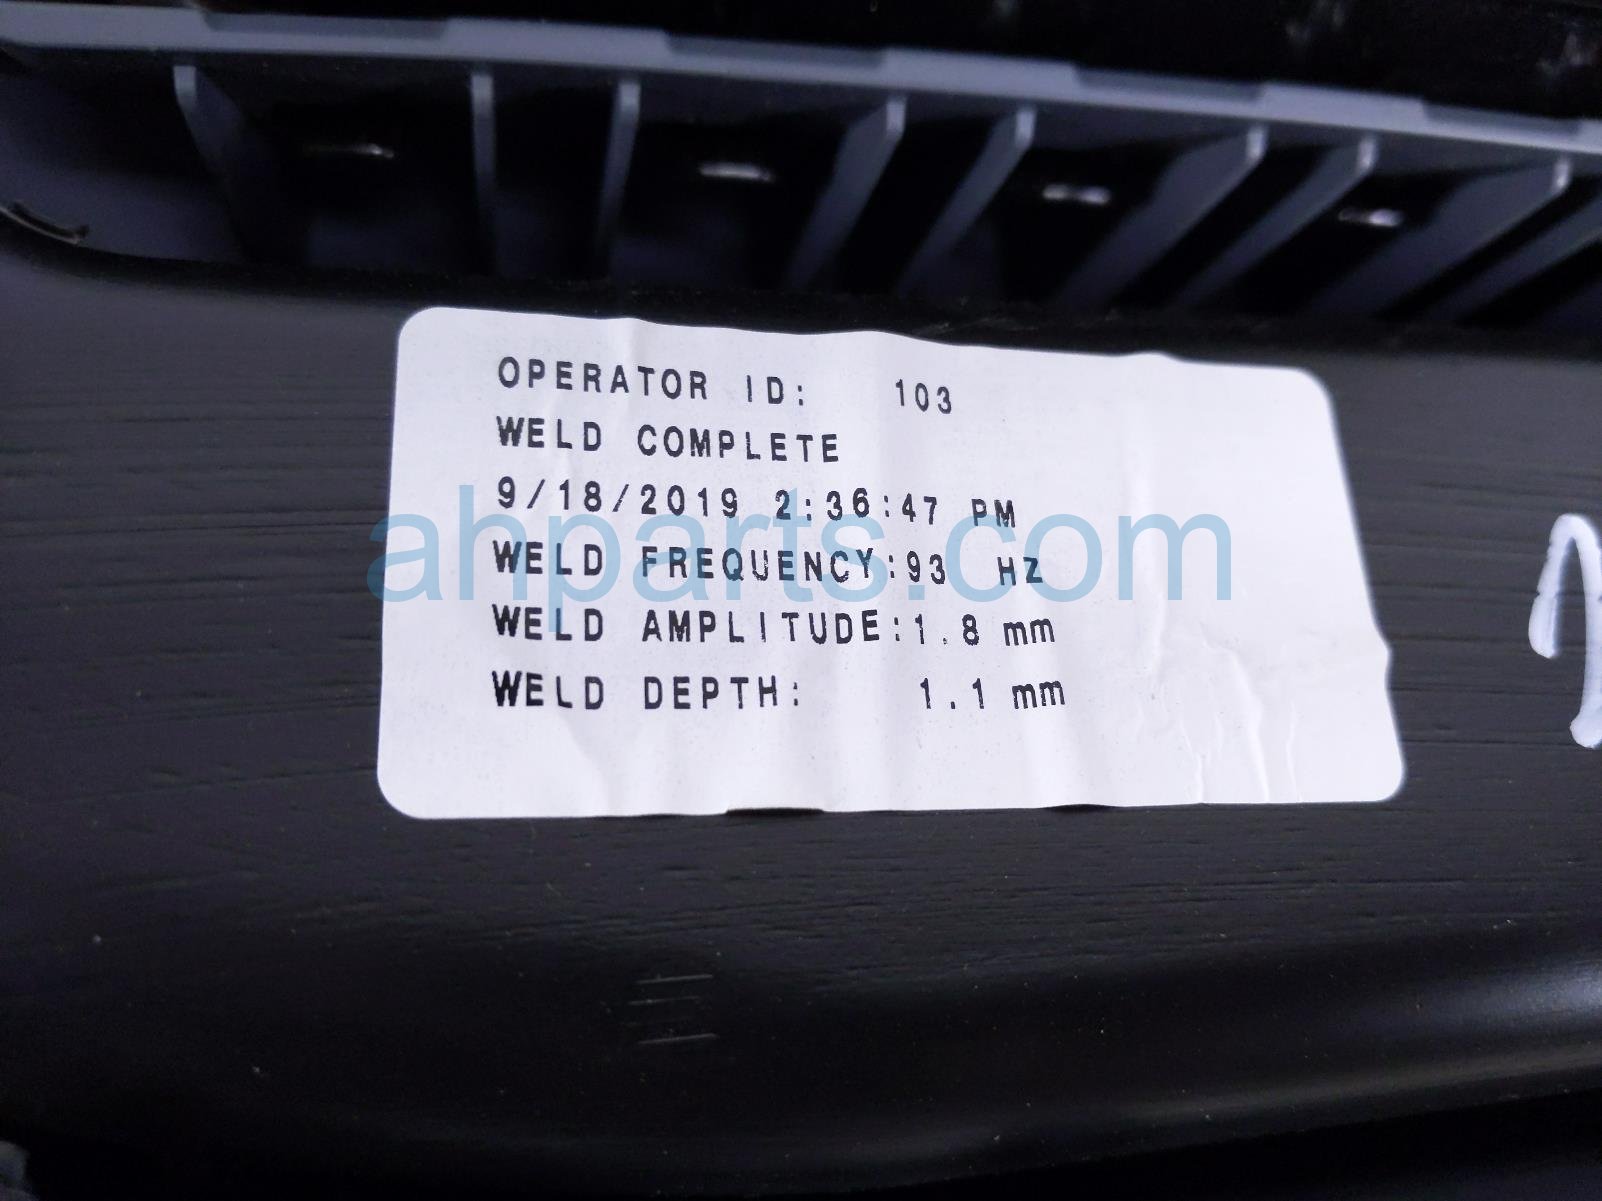 OPERATOR ID: 103
WELD COMPLETE
9/18/2019 2:36:47 PM
WELD FREQUENCY:93 HZ
WELD AMPLITUDE:1.8 mm
WELD DEPTH: 1.1 mm
ahparts.com